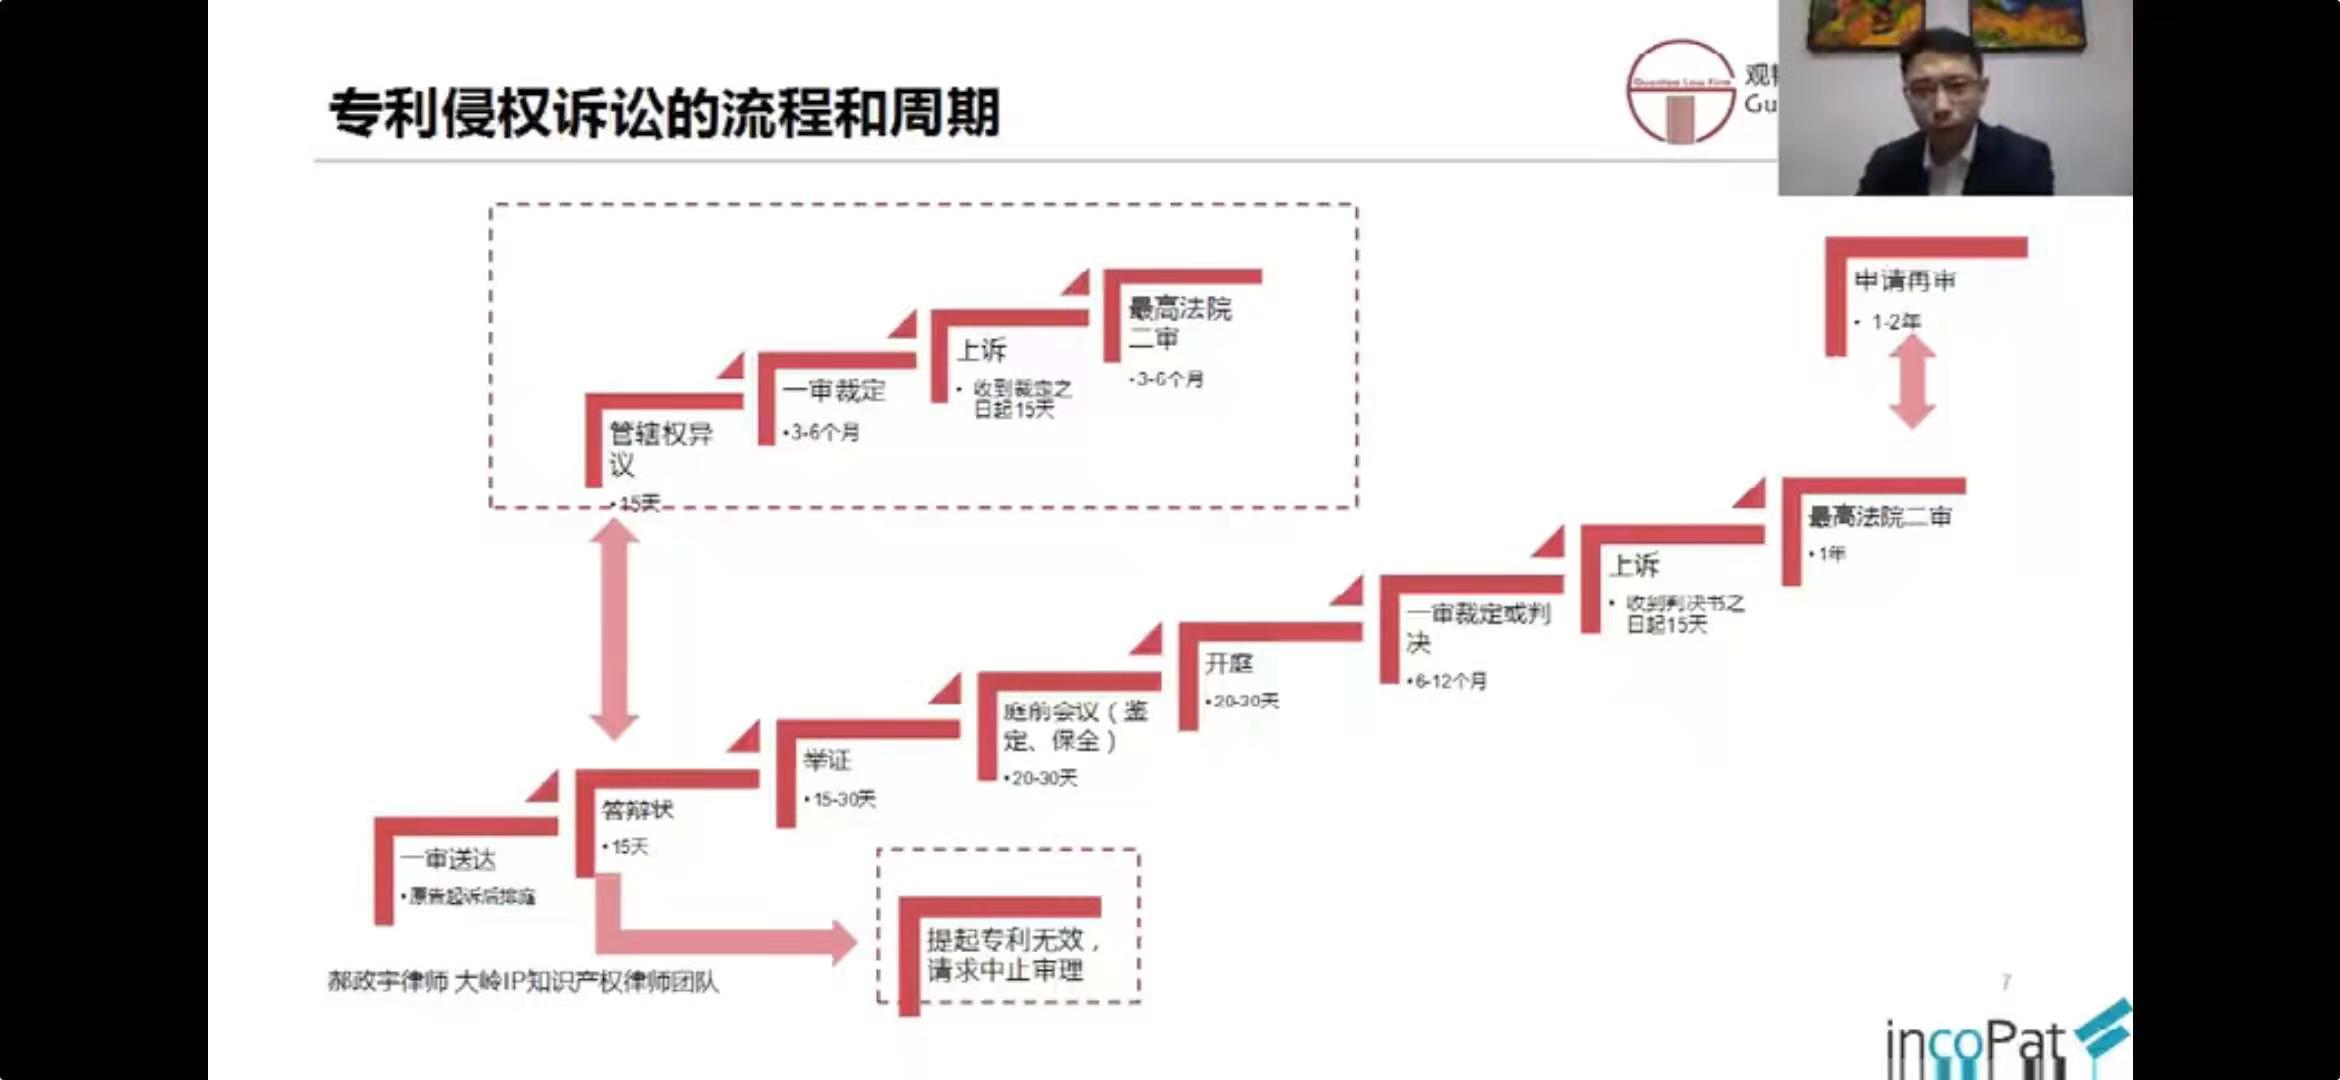 专利侵权诉讼的流程和周期
Guantao Law Firm
观
Gu
申请再审
• 1-2年
最高法院
二审
•3-6个月
上诉
• 收到裁定之
日起15天
一审裁定
•3-6个月
管辖权异
议
•15天
最高法院二审
•1年
上诉
• 收到判决书之
日起15天
一审裁定或判
决
•6-12个月
开庭
•20-30天
庭前会议（鉴
定、保全）
•20-30天
举证
•15-30天
答辩状
•15天
一审送达
•原告起诉后排庭
提起专利无效，
请求中止审理
郝政宇律师 大岭IP知识产权律师团队
7
incoPat